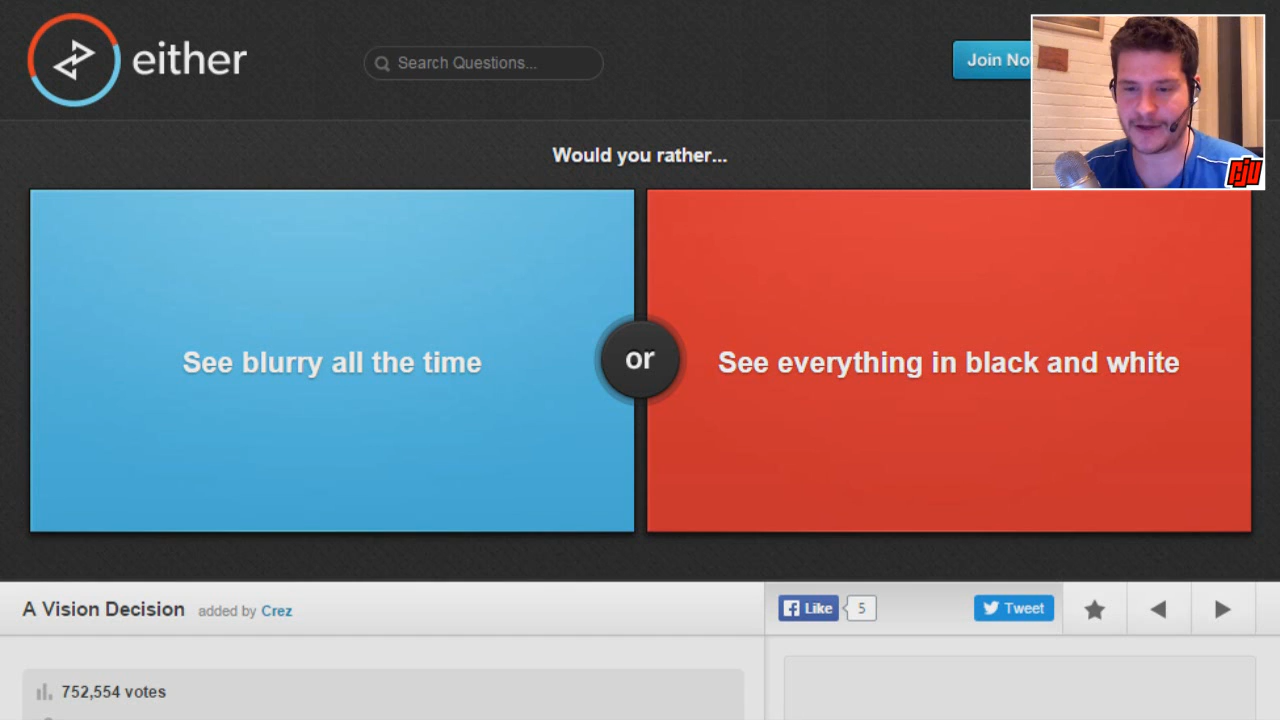 either
Search Questions...
Join No
Would you rather...
See blurry all the time
or
See everything in black and white
A Vision Decision added by Crez
Like 5
Tweet
752,554 votes